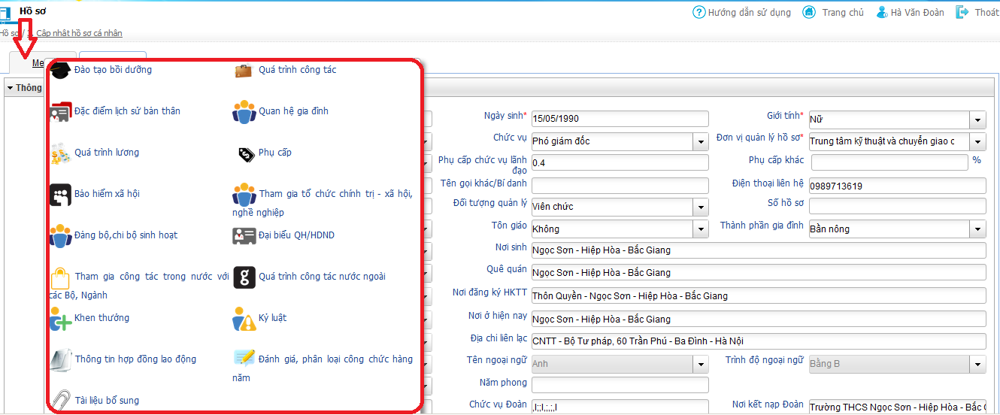 Hồ sơ
Hướng dẫn sử dụng
Trang chủ
Hà Văn Đoàn
Thoát
Hồ sơ /
Cập nhật hồ sơ cá nhân
Me
Thông
Đào tạo bồi dưỡng
Quá trình công tác
Đặc điểm lịch sử bản thân
Quan hệ gia đình
Quá trình lương
Phụ cấp
Bảo hiểm xã hội
Tham gia tổ chức chính trị - xã hội,
nghề nghiệp
Đảng bộ,chi bộ sinh hoạt
Đại biểu QH/HDND
Tham gia công tác trong nước với
các Bộ, Ngành
Quá trình công tác nước ngoài
Khen thưởng
Kỷ luật
Thông tin hợp đồng lao động
Đánh giá, phân loại công chức hàng
năm
Tài liệu bổ sung
Ngày sinh* 15/05/1990
Giới tính* Nữ
Chức vụ Phó giám đốc
Đơn vị quản lý hồ sơ* Trung tâm kỹ thuật và chuyển giao c
Phụ cấp chức vụ lãnh
đạo
0.4
Phụ cấp khác %
Tên gọi khác/Bí danh
Điện thoại liên hệ 0989713619
Đối tượng quản lý Viên chức
Số hồ sơ
Tôn giáo Không
Thành phần gia đình Bần nông
Nơi sinh Ngọc Sơn - Hiệp Hòa - Bắc Giang
Quê quán Ngọc Sơn - Hiệp Hòa - Bắc Giang
Nơi đăng ký HKTT Thôn Quyền - Ngọc Sơn - Hiệp Hòa - Bắc Giang
Nơi ở hiện nay Ngọc Sơn - Hiệp Hòa - Bắc Giang
Địa chỉ liên lạc CNTT - Bộ Tư pháp, 60 Trần Phú - Ba Đình - Hà Nội
Tên ngoại ngữ Anh
Trình độ ngoại ngữ Bằng B
Năm phong
Chức vụ Đoàn ,I;;I,;,;,I
Nơi kết nạp Đoàn Trường THCS Ngọc Sơn - Hiệp Hòa - Bắc